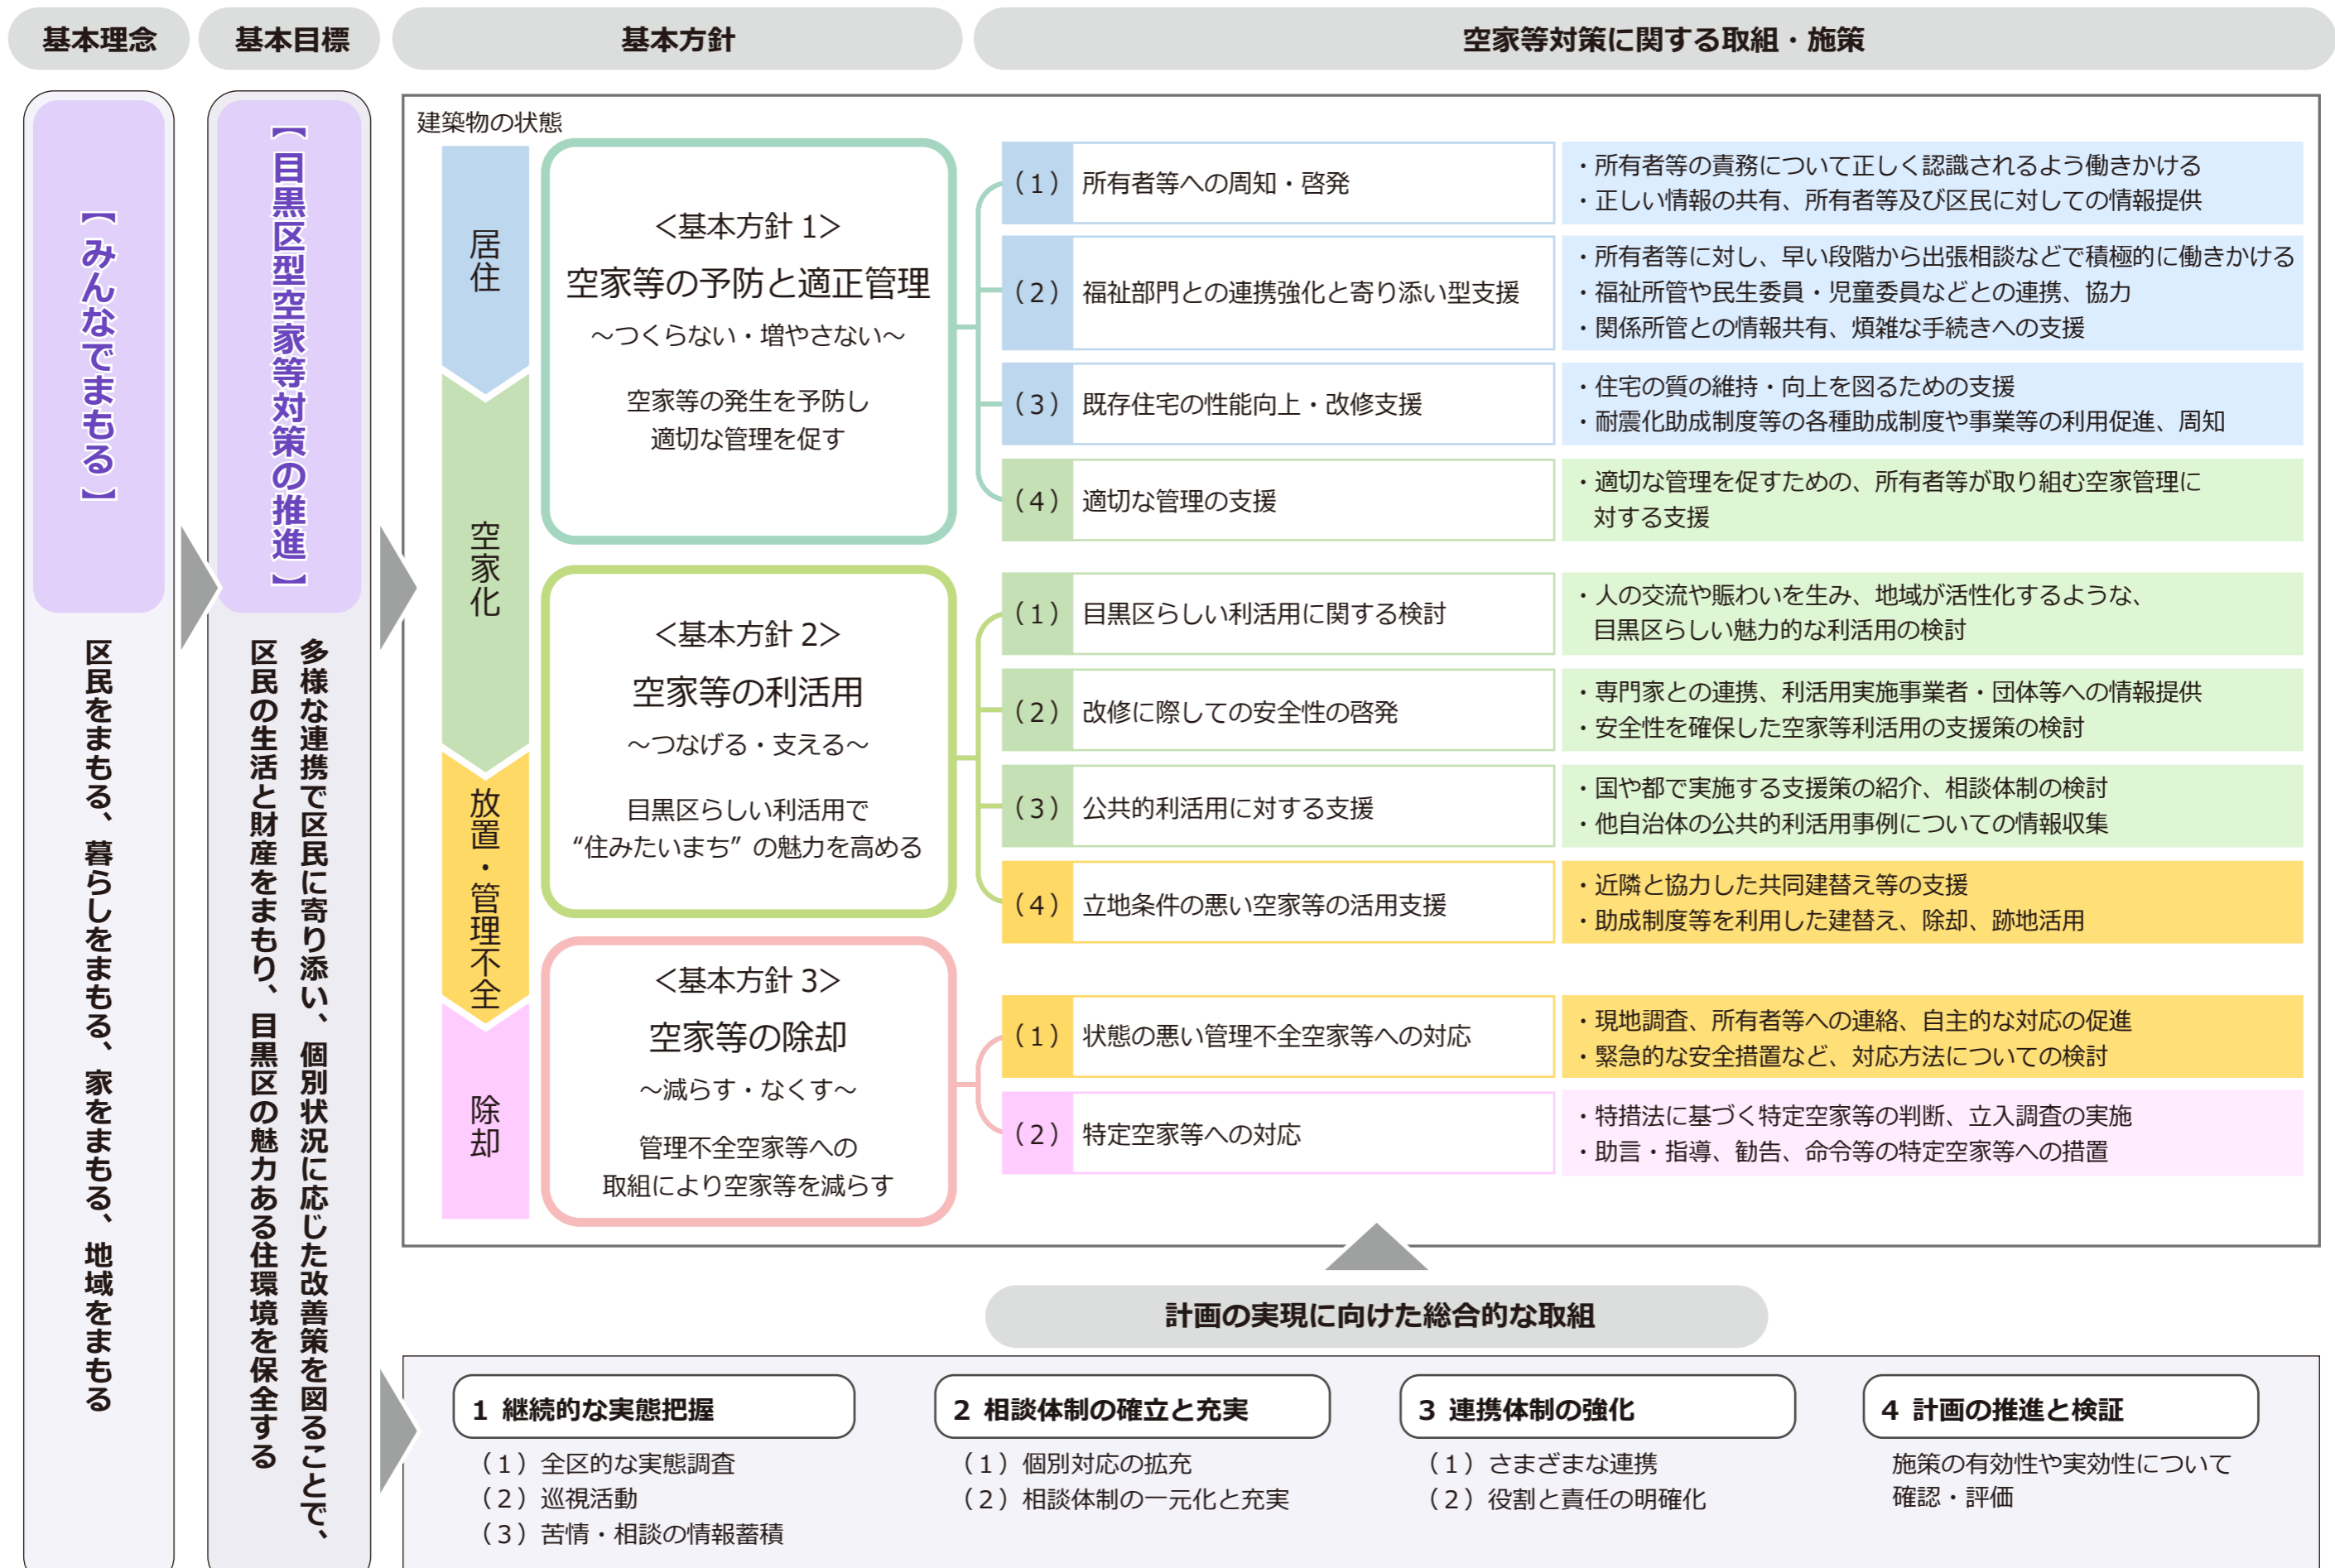 基本理念
基本目標
基本方針
空家等対策に関する取組・施策
【みんなでまもる】
区民をまもる、暮らしをまもる、家をまもる、地域をまもる
【目黒区型空家等対策の推進】
多様な連携で区民に寄り添い、個別状況に応じた改善策を図ることで、
区民の生活と財産をまもり、目黒区の魅力ある住環境を保全する
建築物の状態
居住
空家化
放置・管理不全
除却
<基本方針 1>
空家等の予防と適正管理
～つくらない・増やさない～
空家等の発生を予防し
適切な管理を促す
(1) 所有者等への周知・啓発
・所有者等の責務について正しく認識されるよう働きかける
・正しい情報の共有、所有者等及び区民に対しての情報提供
(2) 福祉部門との連携強化と寄り添い型支援
・所有者等に対し、早い段階から出張相談などで積極的に働きかける
・福祉所管や民生委員・児童委員などとの連携、協力
・関係所管との情報共有、煩雑な手続きへの支援
(3) 既存住宅の性能向上・改修支援
・住宅の質の維持・向上を図るための支援
・耐震化助成制度等の各種助成制度や事業等の利用促進、周知
(4) 適切な管理の支援
・適切な管理を促すための、所有者等が取り組む空家管理に
対する支援
<基本方針 2>
空家等の利活用
～つなげる・支える～
目黒区らしい利活用で
“住みたいまち”の魅力を高める
(1) 目黒区らしい利活用に関する検討
・人の交流や賑わいを生み、地域が活性化するような、
目黒区らしい魅力的な利活用の検討
(2) 改修に際しての安全性の啓発
・専門家との連携、利活用実施事業者・団体等への情報提供
・安全性を確保した空家等利活用の支援策の検討
(3) 公共的利活用に対する支援
・国や都で実施する支援策の紹介、相談体制の検討
・他自治体の公共的利活用事例についての情報収集
(4) 立地条件の悪い空家等の活用支援
・近隣と協力した共同建替え等の支援
・助成制度等を利用した建替え、除却、跡地活用
<基本方針 3>
空家等の除却
～減らす・なくす～
管理不全空家等への
取組により空家等を減らす
(1) 状態の悪い管理不全空家等への対応
・現地調査、所有者等への連絡、自主的な対応の促進
・緊急的な安全措置など、対応方法についての検討
(2) 特定空家等への対応
・特措法に基づく特定空家等の判断、立入調査の実施
・助言・指導、勧告、命令等の特定空家等への措置
計画の実現に向けた総合的な取組
1 継続的な実態把握
(1) 全区的な実態調査
(2) 巡視活動
(3) 苦情・相談の情報蓄積
2 相談体制の確立と充実
(1) 個別対応の拡充
(2) 相談体制の一元化と充実
3 連携体制の強化
(1) さまざまな連携
(2) 役割と責任の明確化
4 計画の推進と検証
施策の有効性や実効性について
確認・評価